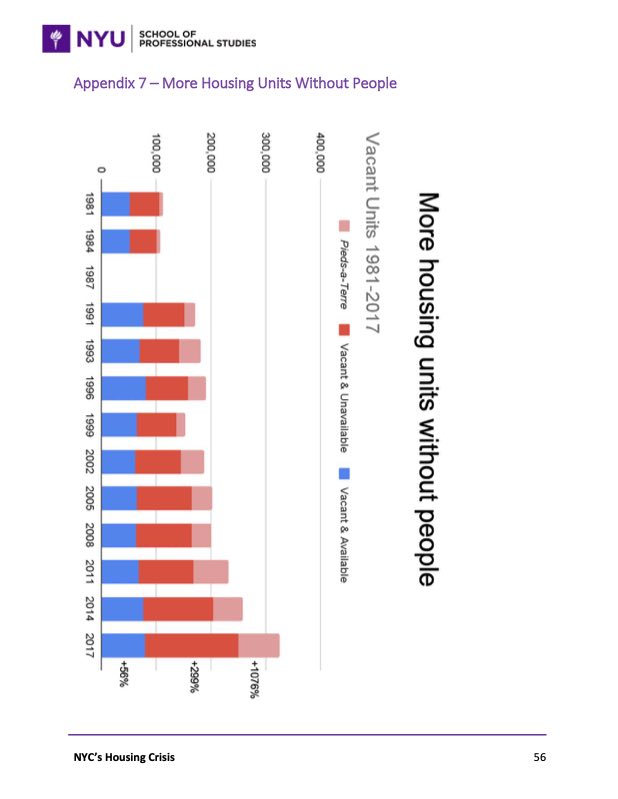 NYU
SCHOOL OF
PROFESSIONAL STUDIES
Appendix 7 – More Housing Units Without People
More housing units without people
Vacant Units 1981-2017
Pieds-a-Terre
Vacant & Unavailable
Vacant & Available
400,000
300,000
200,000
100,000
0
1981
1984
1987
1991
1993
1996
1999
2002
2005
2008
2011
2014
2017
+1076%
+299%
+56%
NYC's Housing Crisis
56